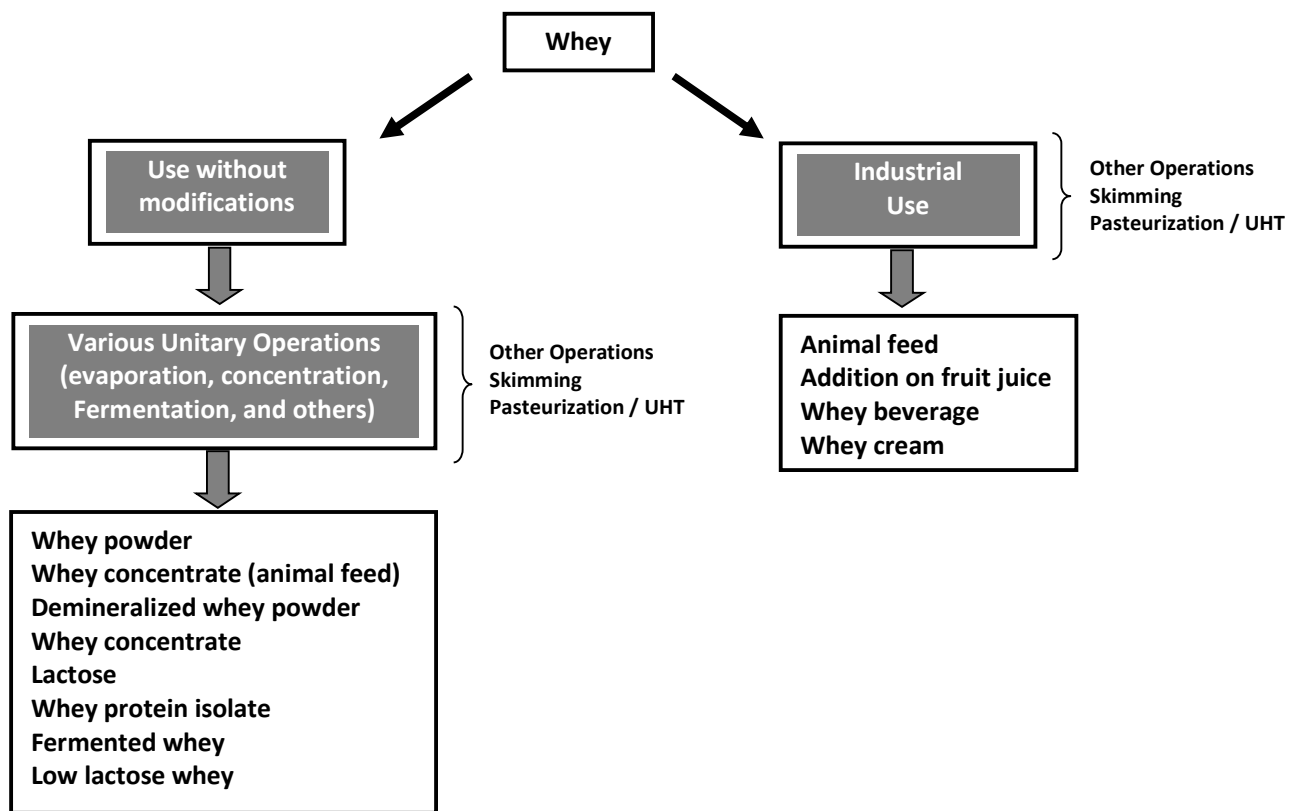 Whey
Use without
modifications
Industrial
Use
Other Operations
Skimming
Pasteurization / UHT
Various Unitary Operations
(evaporation, concentration,
Fermentation, and others)
Other Operations
Skimming
Pasteurization / UHT
Animal feed
Addition on fruit juice
Whey beverage
Whey cream
Whey powder
Whey concentrate (animal feed)
Demineralized whey powder
Whey concentrate
Lactose
Whey protein isolate
Fermented whey
Low lactose whey